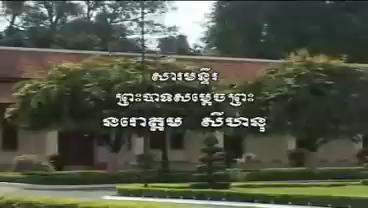 សារមន្ទីរ
ព្រះបាទសម្តេចព្រះ
នរោត្តម សីហនុ